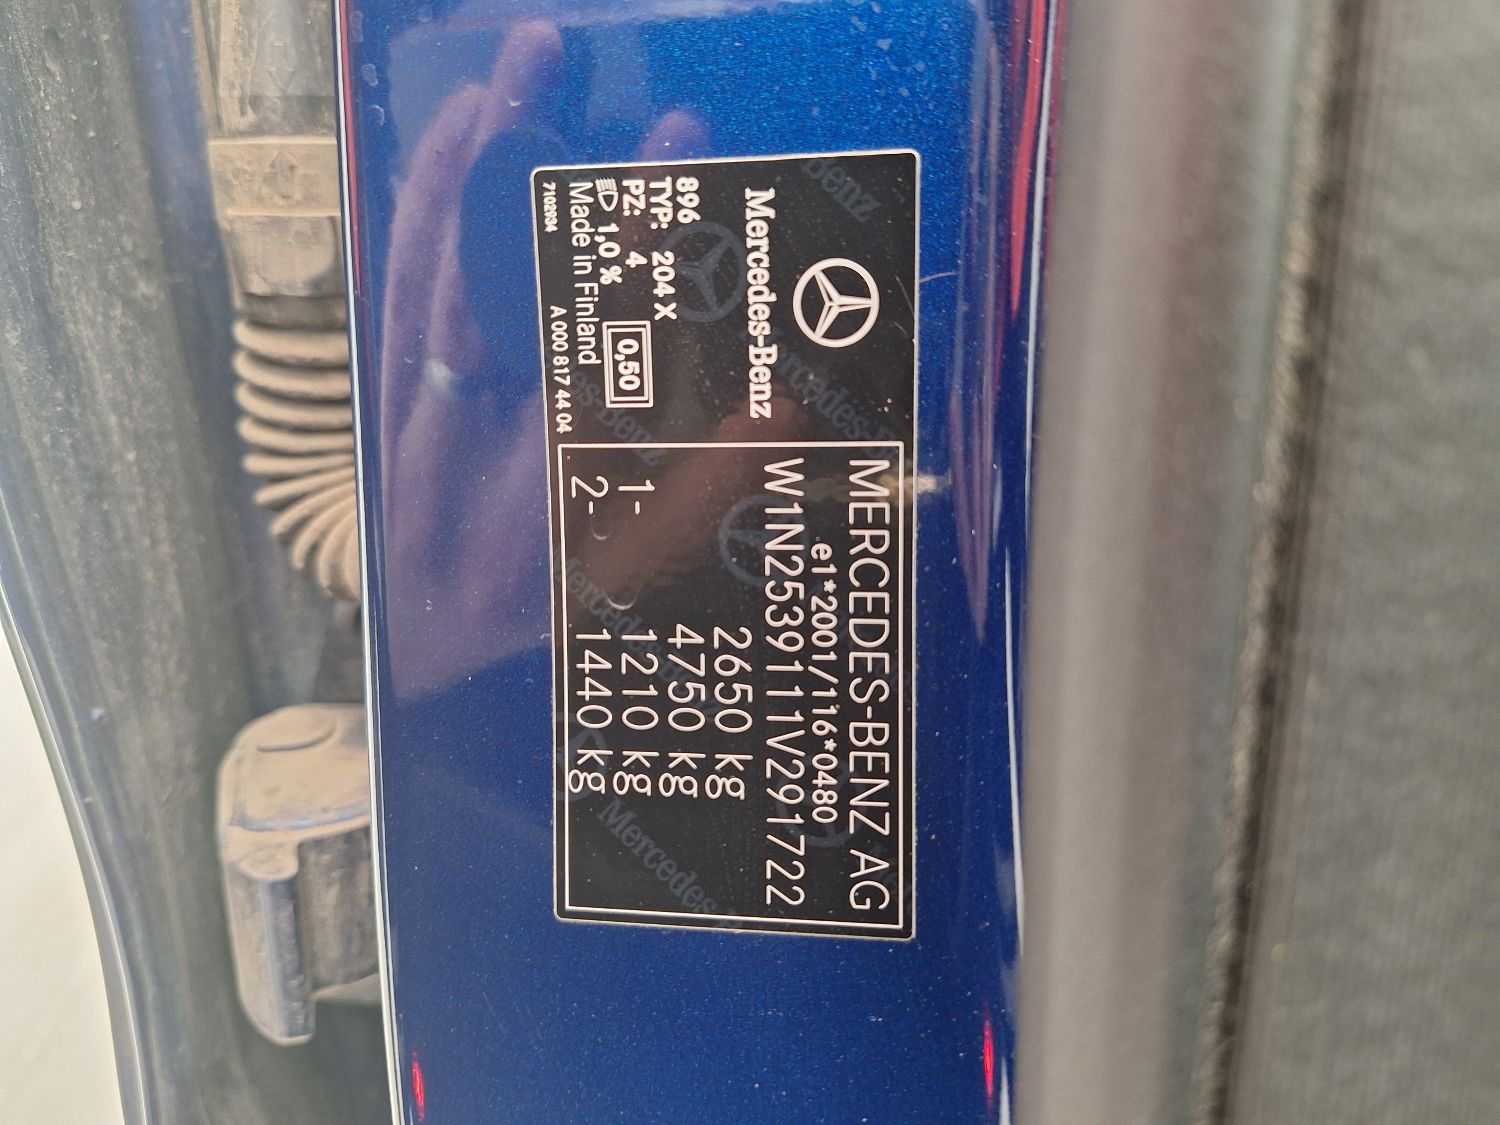 Mercedes-Benz
896
TYP: 204 X
PZ: 4
1,0 %
0,50
Made in Finland
7102934
A 000 817 44 04
MERCEDES-BENZ AG
e1*2001/116*0480
W1N2539111V291722
2650 kg
4750 kg
1- 1210 kg
2- 1440 kg